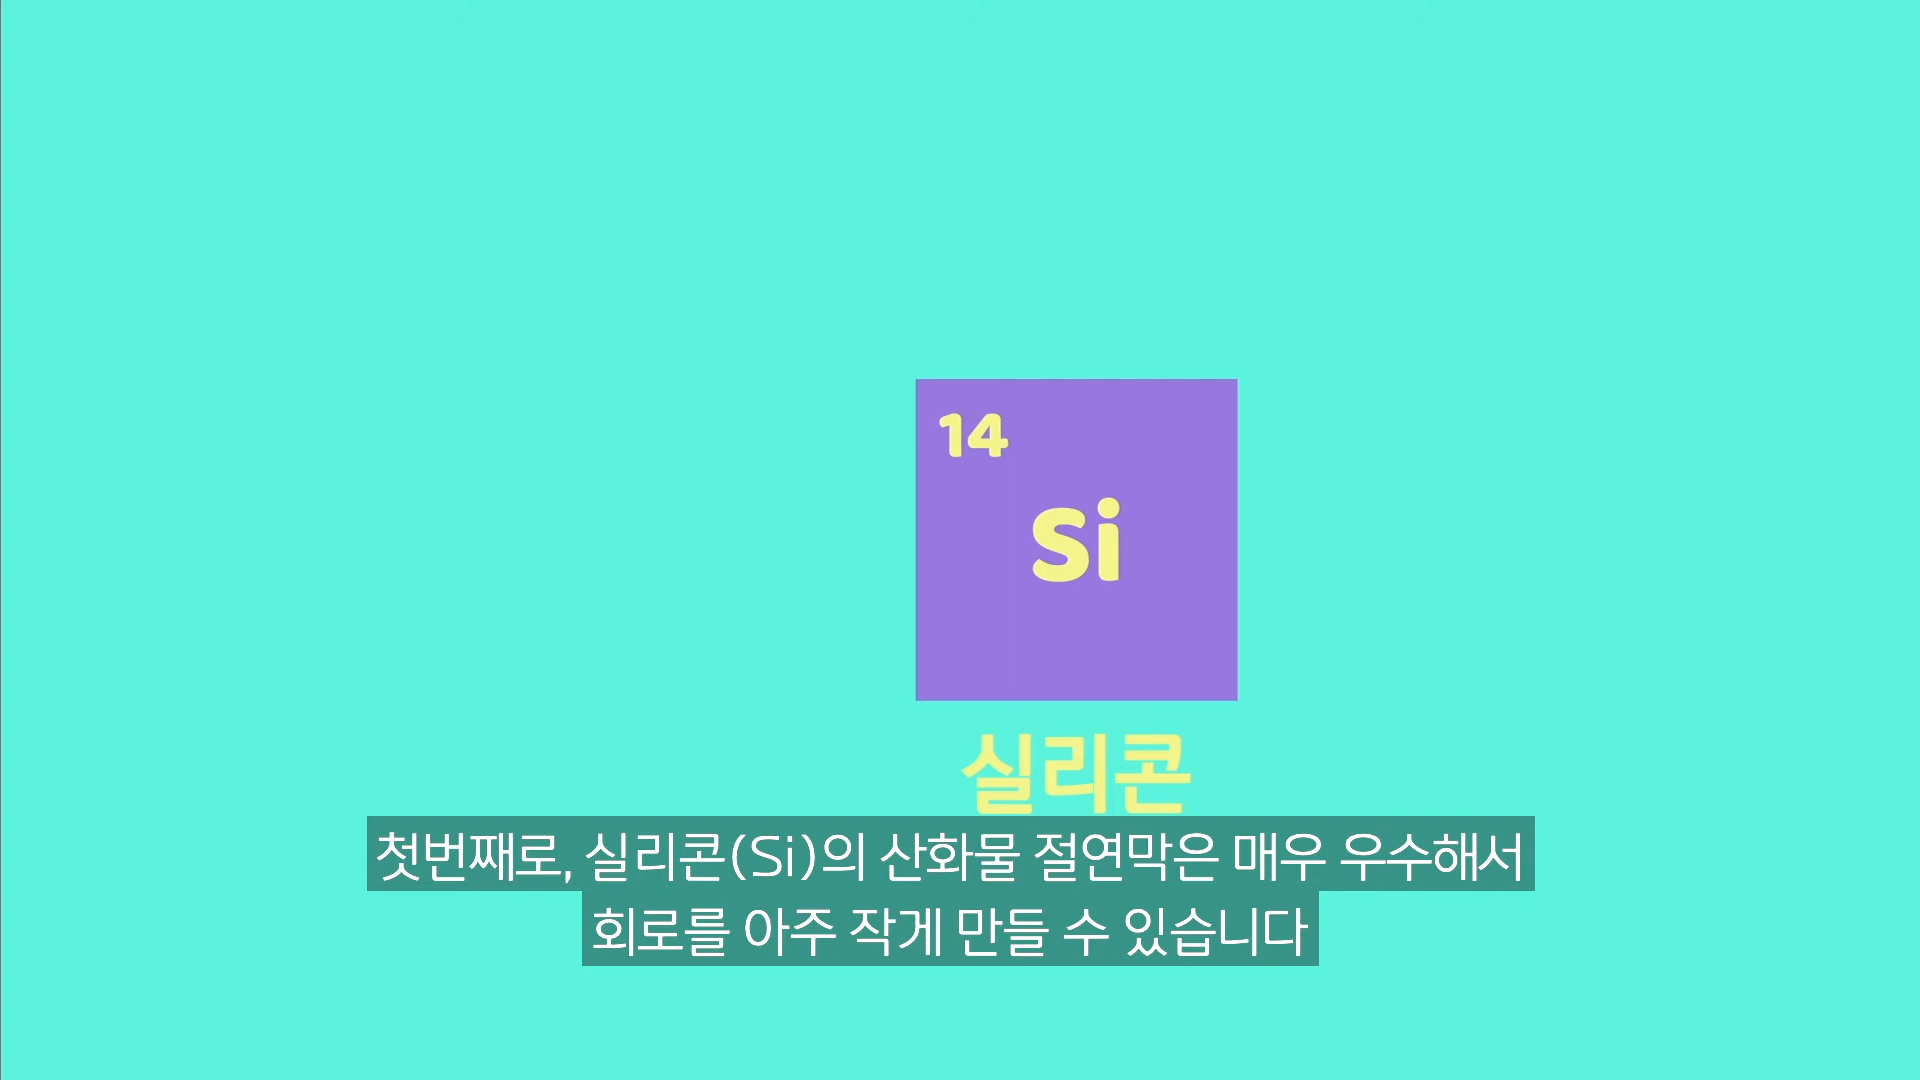 14
Si
실리콘
첫번째로, 실리콘(Si)의 산화물 절연막은 매우 우수해서
회로를 아주 작게 만들 수 있습니다